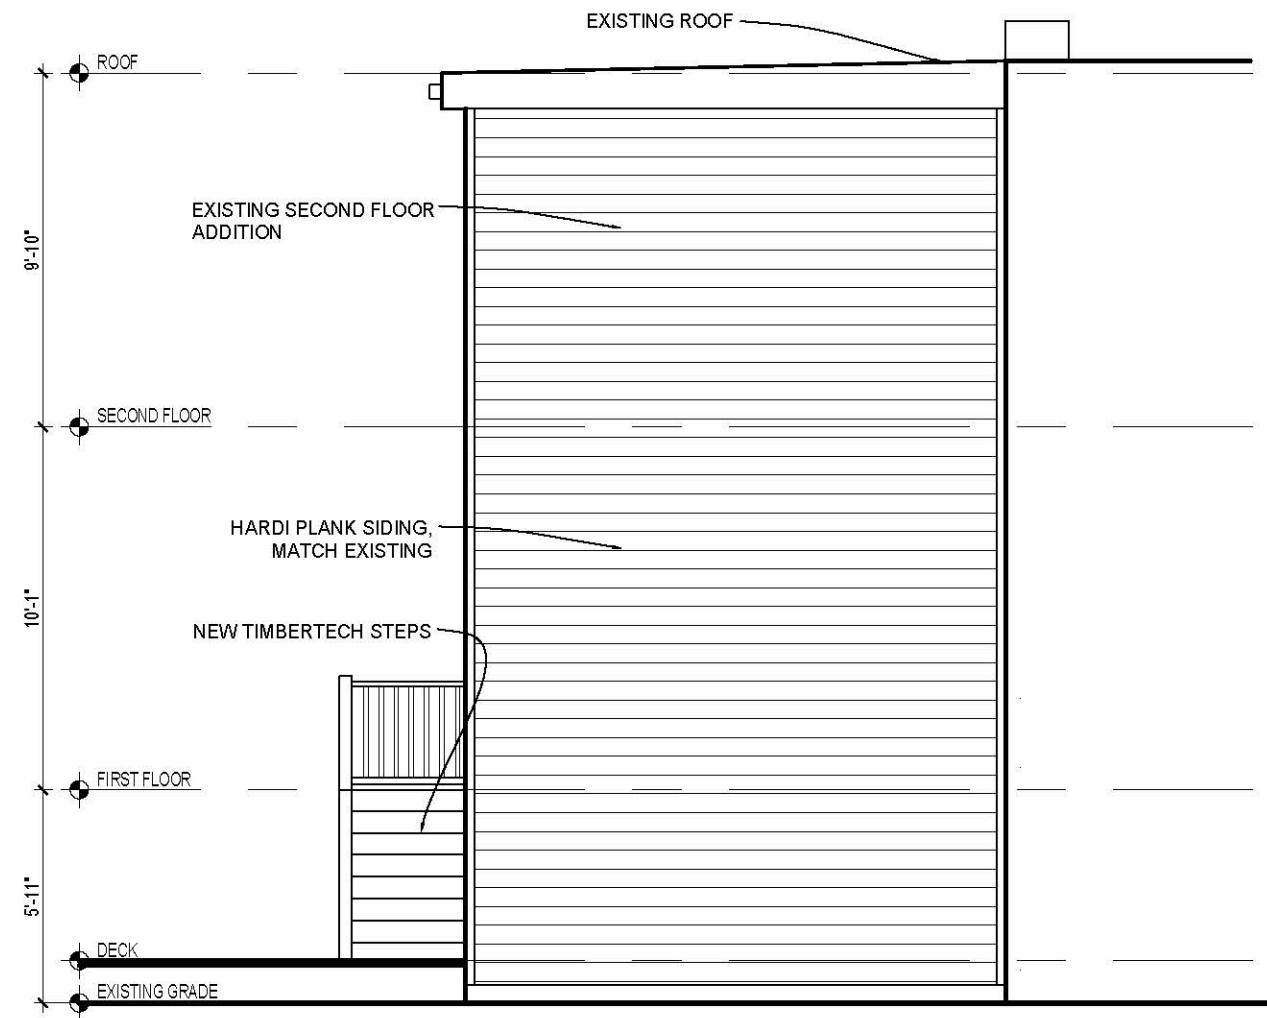 EXISTING ROOF
ROOF
EXISTING SECOND FLOOR
ADDITION
9'-10"
SECOND FLOOR
HARDI PLANK SIDING,
MATCH EXISTING
10'-1"
NEW TIMBERTECH STEPS
FIRST FLOOR
5'-11"
DECK
EXISTING GRADE